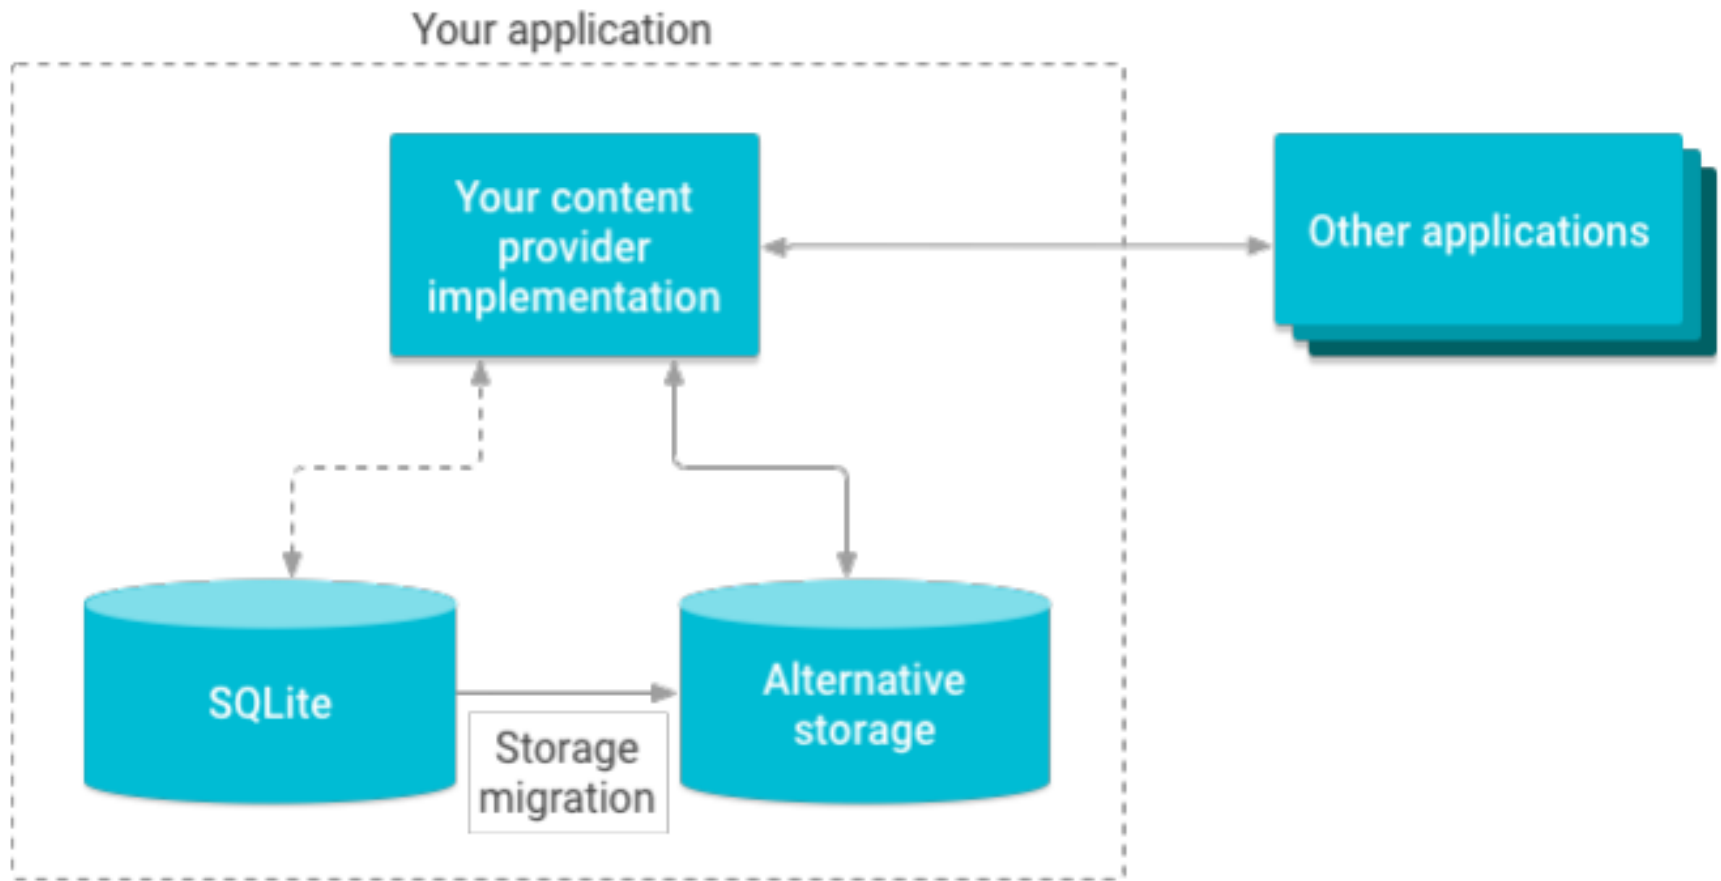 Your application
Your content
provider
implementation
Other applications
SQLite
Storage
migration
Alternative
storage